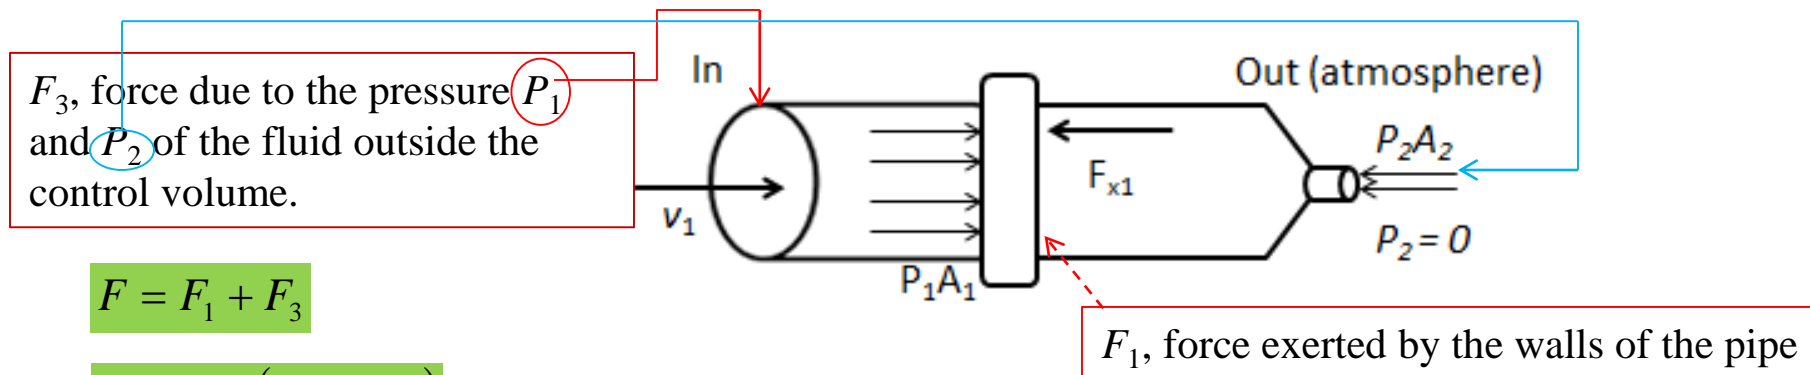 F₃, force due to the pressure P₁
and P₂ of the fluid outside the
control volume.
In
Out (atmosphere)
P₂A₂
Fₓ₁
v₁
P₂ = 0
P₁A₁
F = F₁ + F₃
F₁, force exerted by the walls of the pipe